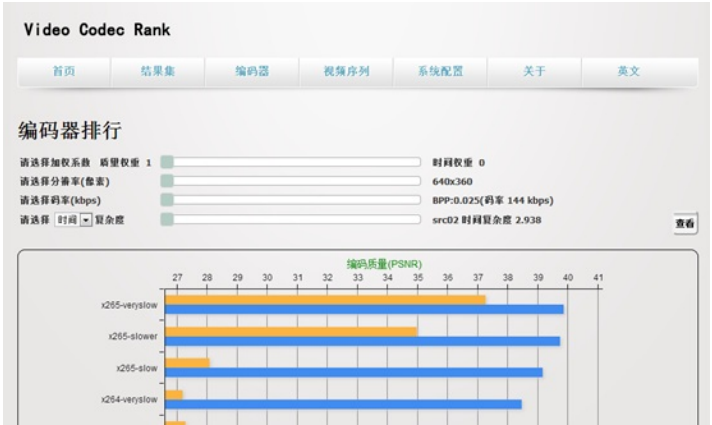 Video Codec Rank
首页 结果集 编码器 视频序列 系统配置 关于 英文
编码器排行
请选择加权系数 质量权重 1 时间权重 0
请选择分辨率(像素) 640x360
请选择码率(kbps) BPP:0.025(码率 144 kbps)
请选择 时间 复杂度 src02 时间复杂度 2.938
查看
编码质量(PSNR)
27 28 29 30 31 32 33 34 35 36 37 38 39 40 41
x265-veryslow
x265-slower
x265-slow
x264-veryslow